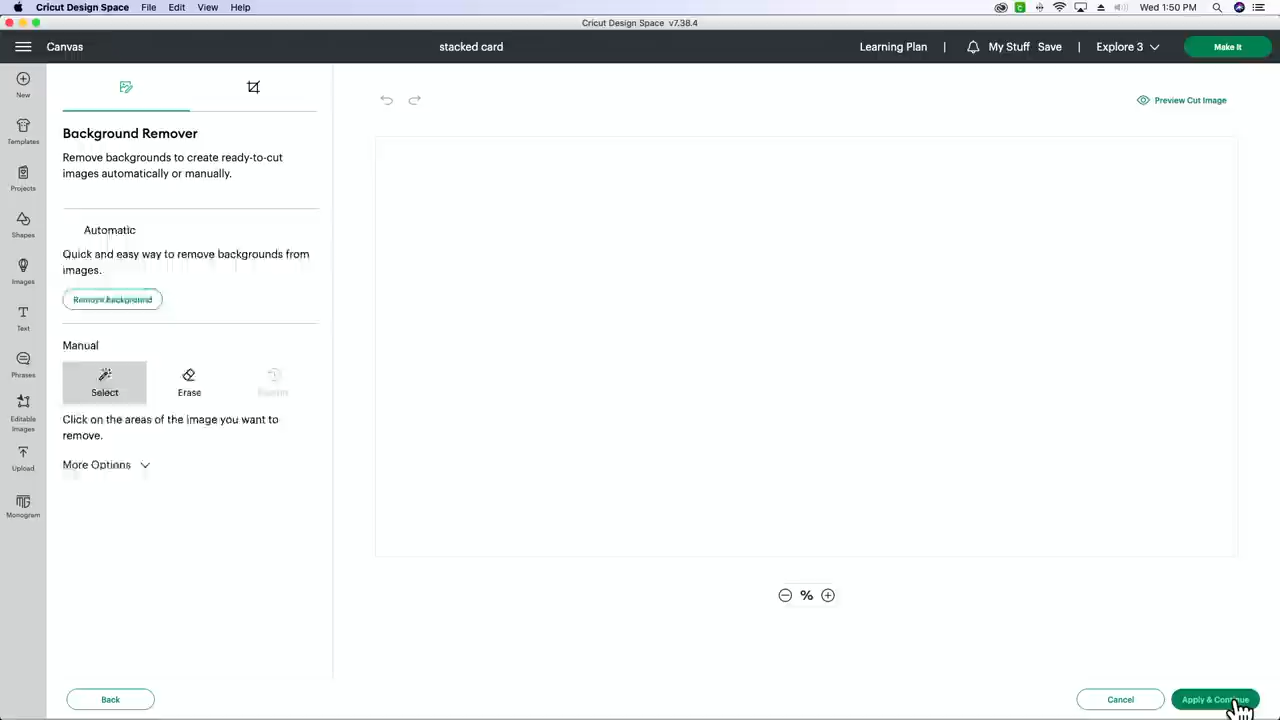 Cricut Design Space File Edit View Help Wed 1:50 PM
Cricut Design Space v7.38.4
Canvas stacked card Learning Plan | My Stuff Save | Explore 3 Make It
New
Templates
Projects
Shapes
Images
Text
Phrases
Editable
Images
Upload
Monogram
Background Remover
Remove backgrounds to create ready-to-cut
images automatically or manually.
Automatic
Quick and easy way to remove backgrounds from
images.
Remove background
Manual
Select Erase
Click on the areas of the image you want to
remove.
More Options
Preview Cut Image
%
Back Cancel Apply & Continue